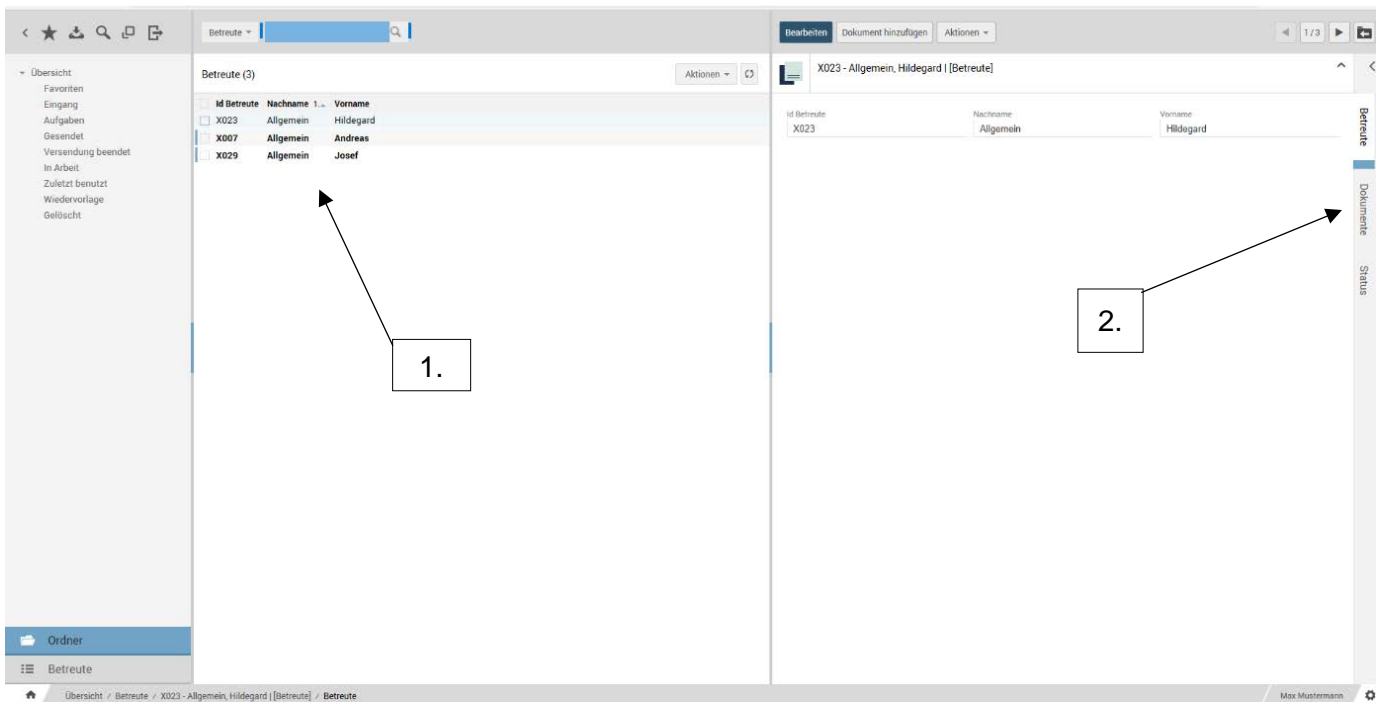 Betreute
Bearbeiten Dokument hinzufügen Aktionen
1/3
Übersicht
Favoriten
Eingang
Aufgaben
Gesendet
Versendung beendet
In Arbeit
Zuletzt benutzt
Wiedervorlage
Gelöscht
Betreute (3)
Aktionen
Id Betreute Nachname 1... Vorname
X023 Allgemein Hildegard
X007 Allgemein Andreas
X029 Allgemein Josef
1.
X023 - Allgemein, Hildegard | [Betreute]
Id Betreute Nachname Vorname
X023 Allgemein Hildegard
2.
Betreute
Dokumente
Status
Ordner
Betreute
Übersicht / Betreute / X023 - Allgemein, Hildegard | [Betreute] / Betreute
Max Mustermann